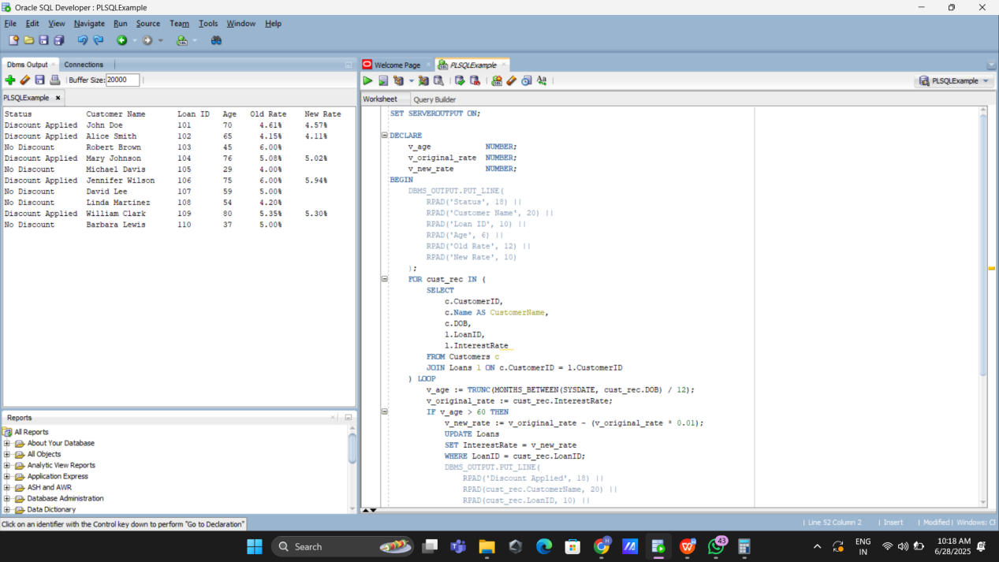 Oracle SQL Developer : PLSQLExample
File Edit View Navigate Run Source Team Tools Window Help
Dbms Output Connections
Buffer Size: 20000
PLSQLExample
Status Customer Name Loan ID Age Old Rate New Rate
Discount Applied John Doe 101 70 4.61% 4.57%
Discount Applied Alice Smith 102 65 4.15% 4.11%
No Discount Robert Brown 103 45 6.00%
Discount Applied Mary Johnson 104 76 5.08% 5.02%
No Discount Michael Davis 105 29 4.00%
Discount Applied Jennifer Wilson 106 75 6.00% 5.94%
No Discount David Lee 107 59 5.00%
No Discount Linda Martinez 108 54 4.20%
Discount Applied William Clark 109 80 5.35% 5.30%
No Discount Barbara Lewis 110 37 5.00%
Reports
All Reports
About Your Database
All Objects
Analytic View Reports
Application Express
ASH and AWR
Database Administration
Data Dictionary
Welcome Page PLSQLExample
PLSQLExample
Worksheet Query Builder
SET SERVEROUTPUT ON;
DECLARE
v_age NUMBER;
v_original_rate NUMBER;
v_new_rate NUMBER;
BEGIN
DBMS_OUTPUT.PUT_LINE(
RPAD('Status', 18) ||
RPAD('Customer Name', 20) ||
RPAD('Loan ID', 10) ||
RPAD('Age', 6) ||
RPAD('Old Rate', 12) ||
RPAD('New Rate', 10)
);
FOR cust_rec IN (
SELECT
c.CustomerID,
c.Name AS CustomerName,
c.DOB,
l.LoanID,
l.InterestRate
FROM Customers c
JOIN Loans l ON c.CustomerID = l.CustomerID
) LOOP
v_age := TRUNC(MONTHS_BETWEEN(SYSDATE, cust_rec.DOB) / 12);
v_original_rate := cust_rec.InterestRate;
IF v_age > 60 THEN
v_new_rate := v_original_rate - (v_original_rate * 0.01);
UPDATE Loans
SET InterestRate = v_new_rate
WHERE LoanID = cust_rec.LoanID;
DBMS_OUTPUT.PUT_LINE(
RPAD('Discount Applied', 18) ||
RPAD(cust_rec.CustomerName, 20) ||
RPAD(cust_rec.LoanID, 10) ||
Click on an identifier with the Control key down to perform "Go to Declaration"
Line 52 Column 2 Insert Modified Windows: C
Search
43
ENG
IN
10:18 AM
6/28/2025